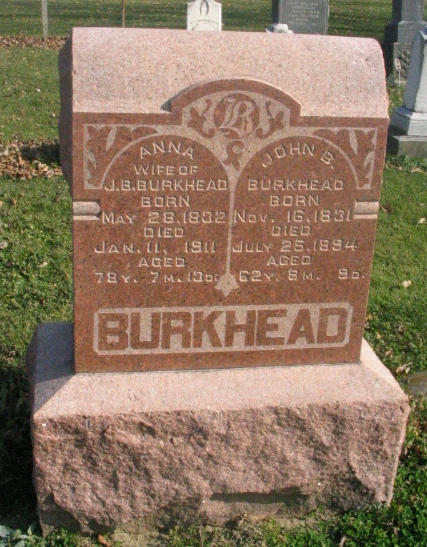 B
ANNA
WIFE OF
J.B. BURKHEAD
BORN
MAY 28. 1832
DIED
JAN. 11, 1911
AGED
78Y. 7M. 13D.
JOHN B.
BURKHEAD
BORN
NOV. 16, 1831
DIED
JULY 25, 1894
AGED
62Y. 8M. 9D.
BURKHEAD